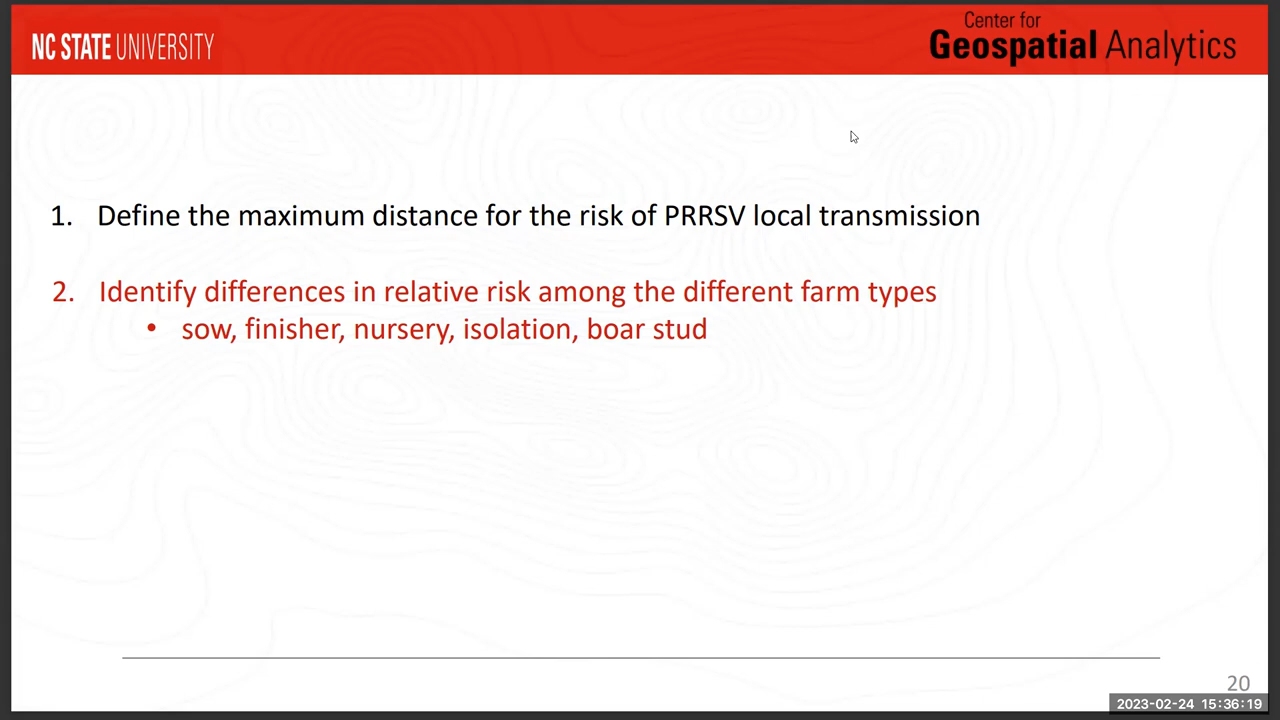 NC STATE UNIVERSITY
Center for
Geospatial Analytics
1. Define the maximum distance for the risk of PRRSV local transmission
2. Identify differences in relative risk among the different farm types
• sow, finisher, nursery, isolation, boar stud
20
2023-02-24 15:36:19